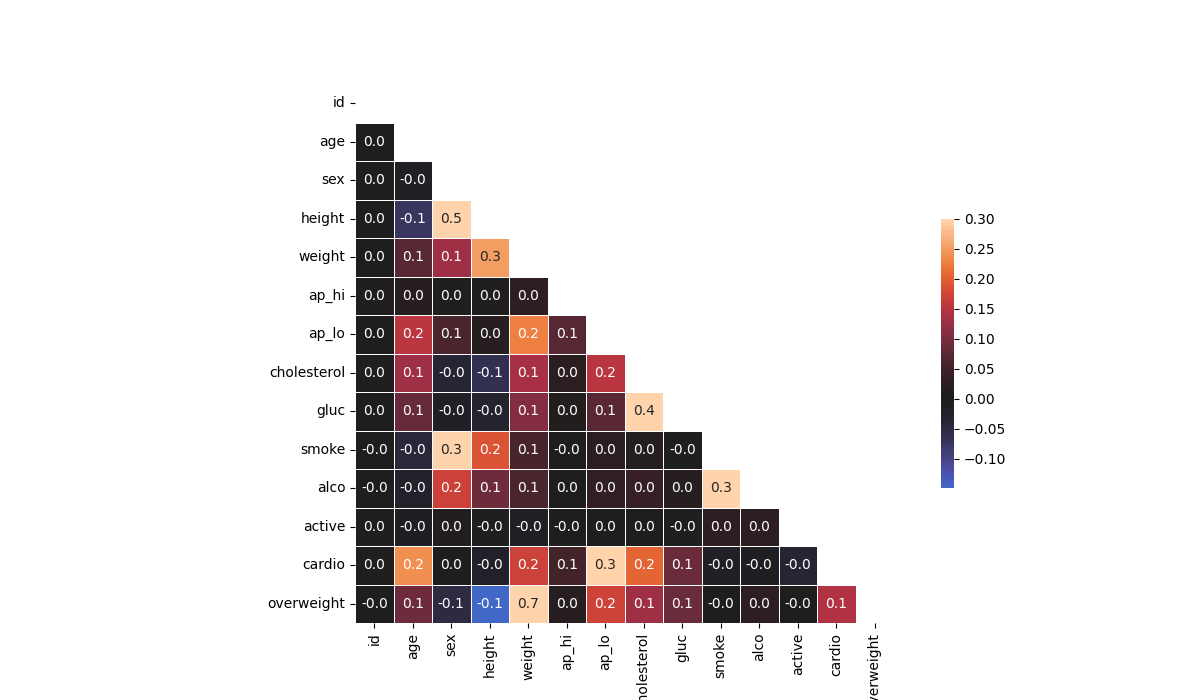 id
age 0.0
sex 0.0 -0.0
height 0.0 -0.1 0.5
weight 0.0 0.1 0.1 0.3
ap_hi 0.0 0.0 0.0 0.0 0.0
ap_lo 0.0 0.2 0.1 0.0 0.2 0.1
cholesterol 0.0 0.1 -0.0 -0.1 0.1 0.0 0.2
gluc 0.0 0.1 -0.0 -0.0 0.1 0.0 0.1 0.4
smoke -0.0 -0.0 0.3 0.2 0.1 -0.0 0.0 0.0 -0.0
alco -0.0 -0.0 0.2 0.1 0.1 0.0 0.0 0.0 0.0 0.3
active 0.0 -0.0 0.0 -0.0 -0.0 -0.0 0.0 0.0 -0.0 0.0 0.0
cardio 0.0 0.2 0.0 -0.0 0.2 0.1 0.3 0.2 0.1 -0.0 -0.0 -0.0
overweight -0.0 0.1 -0.1 -0.1 0.7 0.0 0.2 0.1 0.1 -0.0 0.0 -0.0 0.1
id age sex height weight ap_hi ap_lo holesterol gluc smoke alco active cardio verweight
0.30
0.25
0.20
0.15
0.10
0.05
0.00
−0.05
−0.10